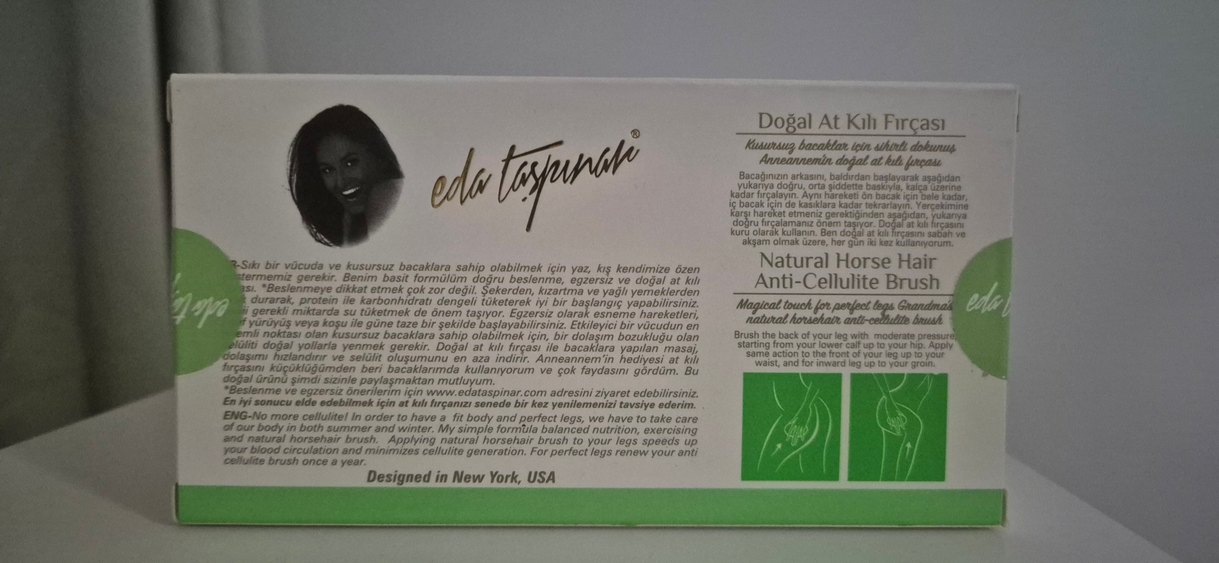 eda taşpınar®
B-Sıkı bir vücuda ve kusursuz bacaklara sahip olabilmek için yaz, kış kendimize özen
stermemiz gerekir. Benim basit formülüm doğru beslenme, egzersiz ve doğal at kılı
ası. *Beslenmeye dikkat etmek çok zor değil. Şekerden, kızartma ve yağlı yemeklerden
durarak, protein ile karbonhidratı dengeli tüketerek iyi bir başlangıç yapabilirsiniz.
gerekli miktarda su tüketmek de önem taşıyor. Egzersiz olarak esneme hareketleri,
yürüyüş veya koşu ile güne taze bir şekilde başlayabilirsiniz. Etkileyici bir vücudun en
emli noktası olan kusursuz bacaklara sahip olabilmek için, bir dolaşım bozukluğu olan
elüliti doğal yollarla yenmek gerekir. Doğal at kılı fırçası ile bacaklara yapılan masaj,
dolaşımı hızlandırır ve selülit oluşumunu en aza indirir. Anneannem'in hediyesi at kılı
fırçasını küçüklüğümden beri bacaklarımda kullanıyorum ve çok faydasını gördüm. Bu
doğal ürünü şimdi sizinle paylaşmaktan mutluyum.
*Beslenme ve egzersiz önerilerim için www.edataspinar.com adresini ziyaret edebilirsiniz.
En iyi sonucu elde edebilmek için at kılı fırçanızı senede bir kez yenilemenizi tavsiye ederim.
ENG-No more cellulite! In order to have a fit body and perfect legs, we have to take care
of our body in both summer and winter. My simple formula balanced nutrition, exercising
and natural horsehair brush. Applying natural horsehair brush to your legs speeds up
your blood circulation and minimizes cellulite generation. For perfect legs renew your anti
cellulite brush once a year.
Designed in New York, USA
Doğal At Kılı Fırçası
Kusursuz bacaklar için sihirli dokunuş
Anneannemin doğal at kılı fırçası
Bacağınızın arkasını, baldırdan başlayarak aşağıdan
yukarıya doğru, orta şiddette baskıyla, kalça üzerine
kadar fırçalayın. Aynı hareketi ön bacak için bele kadar,
iç bacak için de kasıklara kadar tekrarlayın. Yerçekimine
karşı hareket etmeniz gerektiğinden aşağıdan, yukarıya
doğru fırçalamanız önem taşıyor. Doğal at kılı fırçasını
kuru olarak kullanın. Ben doğal at kılı fırçasını sabah ve
akşam olmak üzere, her gün iki kez kullanıyorum.
Natural Horse Hair
Anti-Cellulite Brush
Magical touch for perfect legs Grandmas
natural horsehair anti-cellulite brush
Brush the back of your leg with moderate pressure
starting from your lower calf up to your hip. Apply
same action to the front of your leg up to your
waist, and for inward leg up to your groin.
eda t